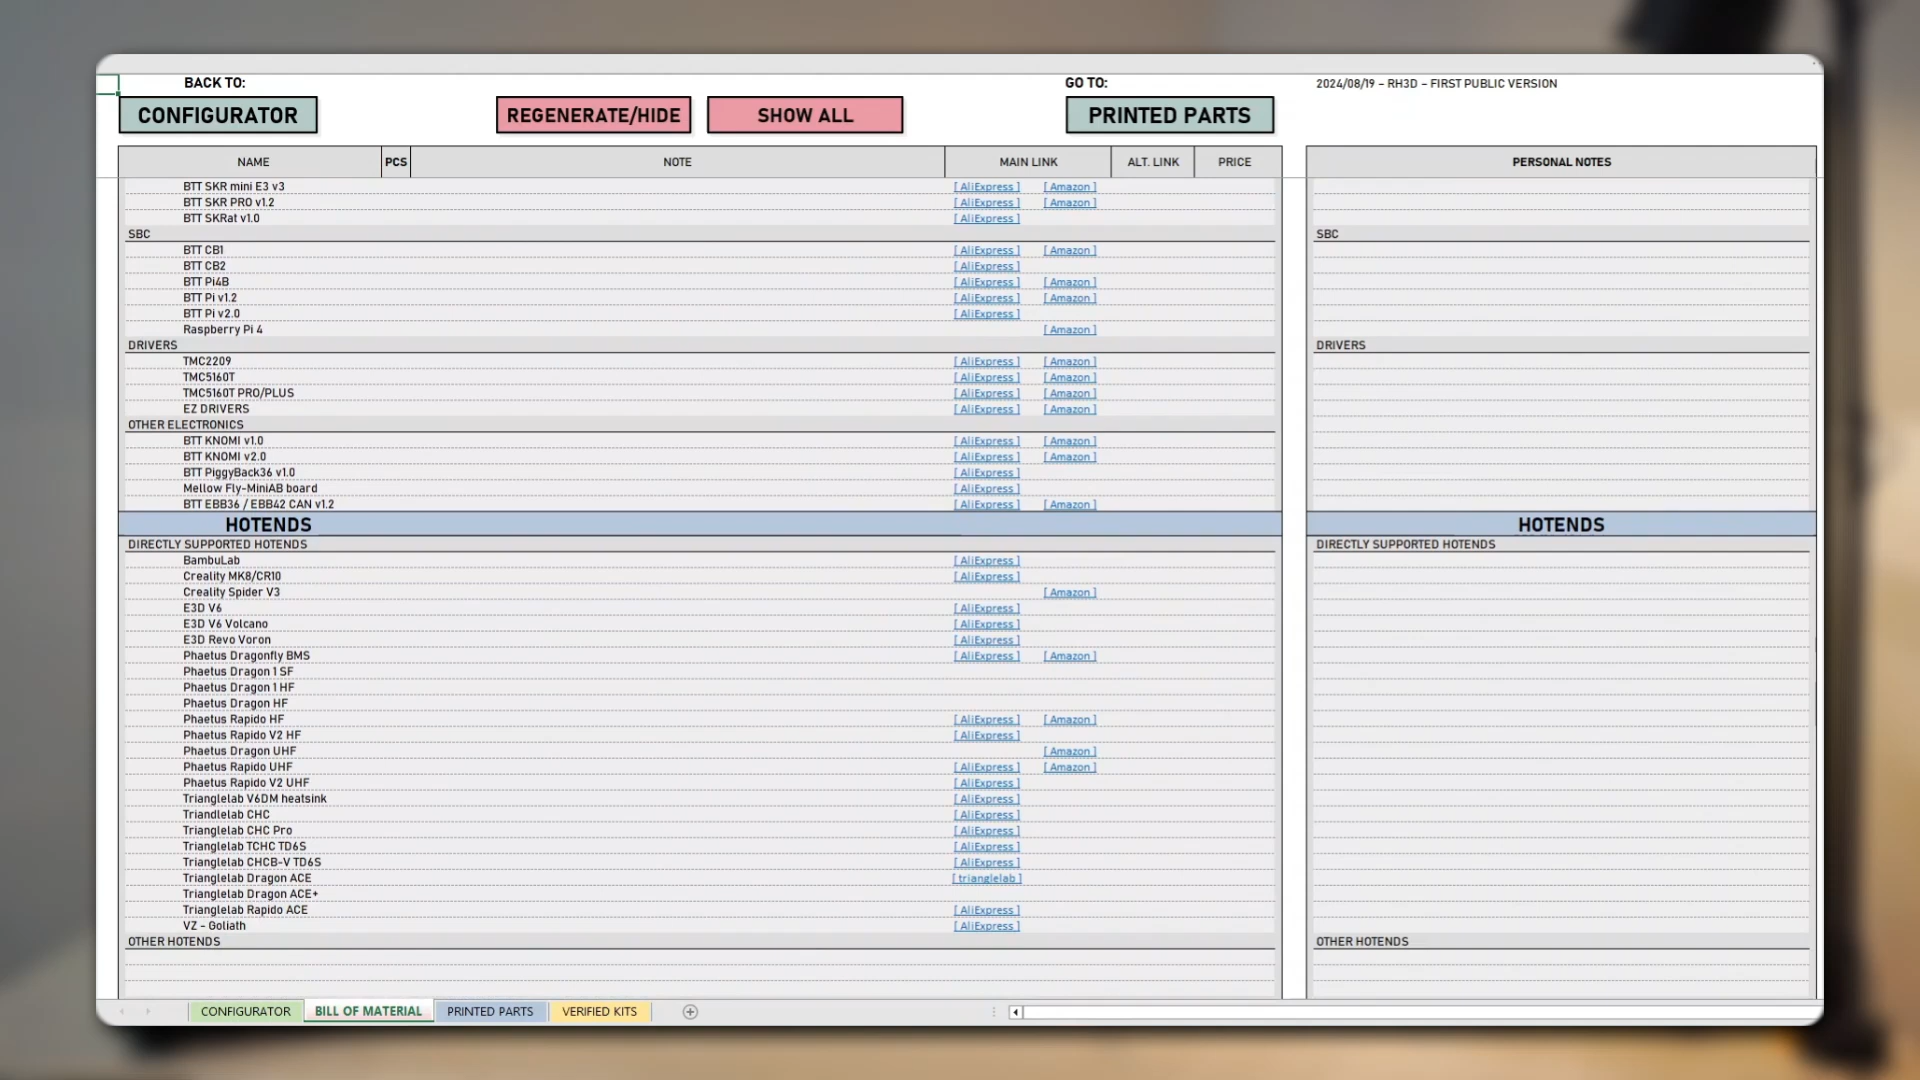 BACK TO:
GO TO:
2024/08/19 - RH3D - FIRST PUBLIC VERSION
CONFIGURATOR
REGENERATE/HIDE
SHOW ALL
PRINTED PARTS
NAME PCS NOTE MAIN LINK ALT. LINK PRICE PERSONAL NOTES
BTT SKR mini E3 v3 [ AliExpress ] [ Amazon ]
BTT SKR PRO v1.2 [ AliExpress ] [ Amazon ]
BTT SKRat v1.0 [ AliExpress ]
SBC SBC
BTT CB1 [ AliExpress ] [ Amazon ]
BTT CB2 [ AliExpress ]
BTT Pi4B [ AliExpress ] [ Amazon ]
BTT Pi v1.2 [ AliExpress ] [ Amazon ]
BTT Pi v2.0 [ AliExpress ]
Raspberry Pi 4 [ Amazon ]
DRIVERS DRIVERS
TMC2209 [ AliExpress ] [ Amazon ]
TMC5160T [ AliExpress ] [ Amazon ]
TMC5160T PRO/PLUS [ AliExpress ] [ Amazon ]
EZ DRIVERS [ AliExpress ] [ Amazon ]
OTHER ELECTRONICS
BTT KNOMI v1.0 [ AliExpress ] [ Amazon ]
BTT KNOMI v2.0 [ AliExpress ] [ Amazon ]
BTT PiggyBack36 v1.0 [ AliExpress ]
Mellow Fly-MiniAB board [ AliExpress ]
BTT EBB36 / EBB42 CAN v1.2 [ AliExpress ] [ Amazon ]
HOTENDS HOTENDS
DIRECTLY SUPPORTED HOTENDS DIRECTLY SUPPORTED HOTENDS
BambuLab [ AliExpress ]
Creality MK8/CR10 [ AliExpress ]
Creality Spider V3 [ Amazon ]
E3D V6 [ AliExpress ]
E3D V6 Volcano [ AliExpress ]
E3D Revo Voron [ AliExpress ]
Phaetus Dragonfly BMS [ AliExpress ] [ Amazon ]
Phaetus Dragon 1 SF
Phaetus Dragon 1 HF
Phaetus Dragon HF
Phaetus Rapido HF [ AliExpress ] [ Amazon ]
Phaetus Rapido V2 HF [ AliExpress ]
Phaetus Dragon UHF [ Amazon ]
Phaetus Rapido UHF [ AliExpress ] [ Amazon ]
Phaetus Rapido V2 UHF [ AliExpress ]
Trianglelab V6DM heatsink [ AliExpress ]
Triandlelab CHC [ AliExpress ]
Trianglelab CHC Pro [ AliExpress ]
Trianglelab TCHC TD6S [ AliExpress ]
Trianglelab CHCB-V TD6S [ AliExpress ]
Trianglelab Dragon ACE [ trianglelab ]
Trianglelab Dragon ACE+
Trianglelab Rapido ACE [ AliExpress ]
VZ - Goliath [ AliExpress ]
OTHER HOTENDS OTHER HOTENDS
CONFIGURATOR BILL OF MATERIAL PRINTED PARTS VERIFIED KITS